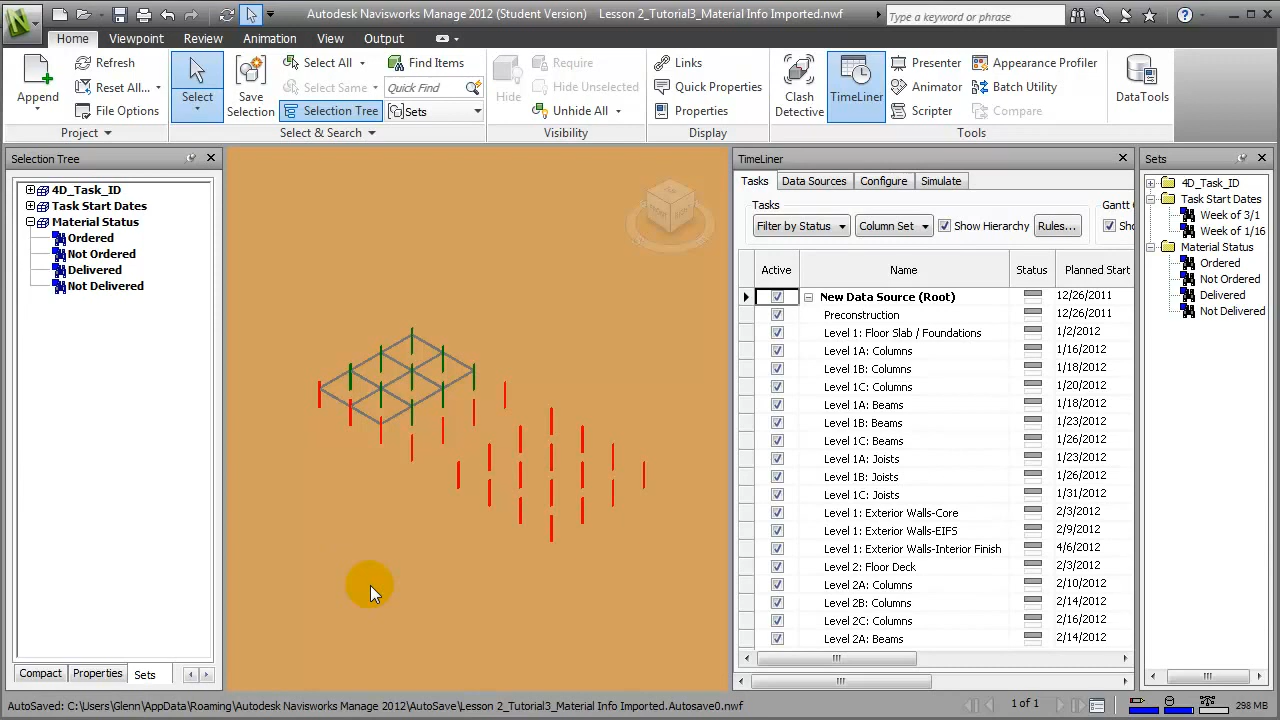 Autodesk Navisworks Manage 2012 (Student Version) Lesson 2_Tutorial3_Material Info Imported.nwf
Type a keyword or phrase
Home Viewpoint Review Animation View Output
Append
Refresh
Reset All...
File Options
Project
Select
Save Selection
Select All
Select Same
Selection Tree
Find Items
Quick Find
Sets
Select & Search
Hide
Require
Hide Unselected
Unhide All
Visibility
Links
Quick Properties
Properties
Display
Clash Detective
TimeLiner
Presenter
Animator
Scripter
Appearance Profiler
Batch Utility
Compare
Tools
DataTools
Selection Tree
4D_Task_ID
Task Start Dates
Material Status
Ordered
Not Ordered
Delivered
Not Delivered
Compact Properties Sets
TimeLiner
Tasks Data Sources Configure Simulate
Tasks
Gantt C
Filter by Status Column Set Show Hierarchy Rules... Sho
Active Name Status Planned Start
New Data Source (Root) 12/26/2011
Preconstruction 12/26/2011
Level 1: Floor Slab / Foundations 1/2/2012
Level 1A: Columns 1/16/2012
Level 1B: Columns 1/18/2012
Level 1C: Columns 1/20/2012
Level 1A: Beams 1/18/2012
Level 1B: Beams 1/23/2012
Level 1C: Beams 1/26/2012
Level 1A: Joists 1/23/2012
Level 1B: Joists 1/26/2012
Level 1C: Joists 1/31/2012
Level 1: Exterior Walls-Core 2/3/2012
Level 1: Exterior Walls-EIFS 2/9/2012
Level 1: Exterior Walls-Interior Finish 4/6/2012
Level 2: Floor Deck 2/3/2012
Level 2A: Columns 2/10/2012
Level 2B: Columns 2/14/2012
Level 2C: Columns 2/16/2012
Level 2A: Beams 2/14/2012
Sets
4D_Task_ID
Task Start Dates
Week of 3/1
Week of 1/16
Material Status
Ordered
Not Ordered
Delivered
Not Delivered
AutoSaved: C:\Users\Glenn\AppData\Roaming\Autodesk Navisworks Manage 2012\AutoSave\Lesson 2_Tutorial3_Material Info Imported.Autosave0.nwf
1 of 1
298 MB